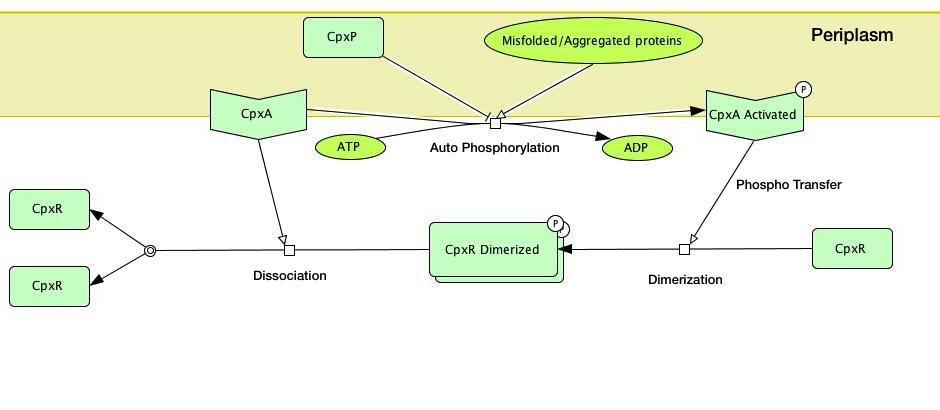 Periplasm
CpxP
Misfolded/Aggregated proteins
CpxA
P
CpxA Activated
ATP
Auto Phosphorylation
ADP
Phospho Transfer
CpxR
P
CpxR Dimerized
CpxR
Dissociation
Dimerization
CpxR